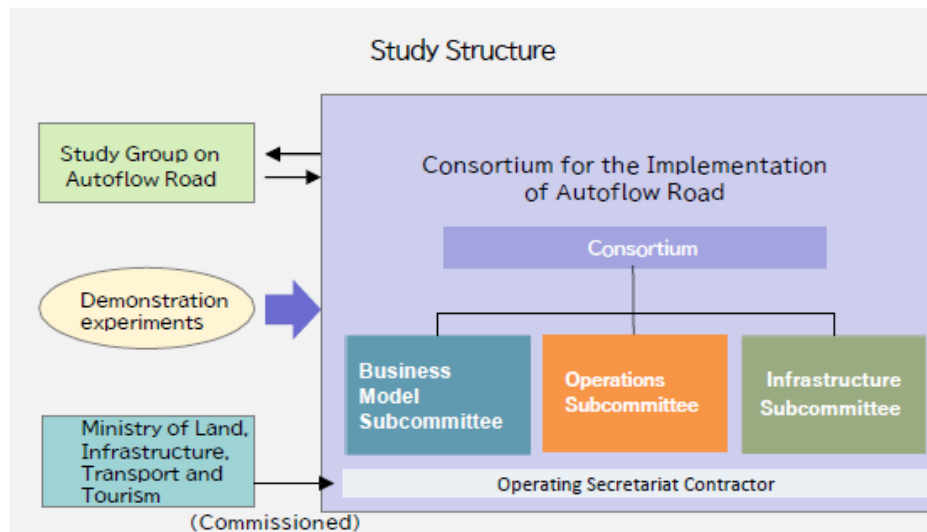 Study Structure
Study Group on
Autoflow Road
Consortium for the Implementation
of Autoflow Road
Consortium
Demonstration
experiments
Business
Model
Subcommittee
Operations
Subcommittee
Infrastructure
Subcommittee
Ministry of Land,
Infrastructure,
Transport and
Tourism
Operating Secretariat Contractor
(Commissioned)